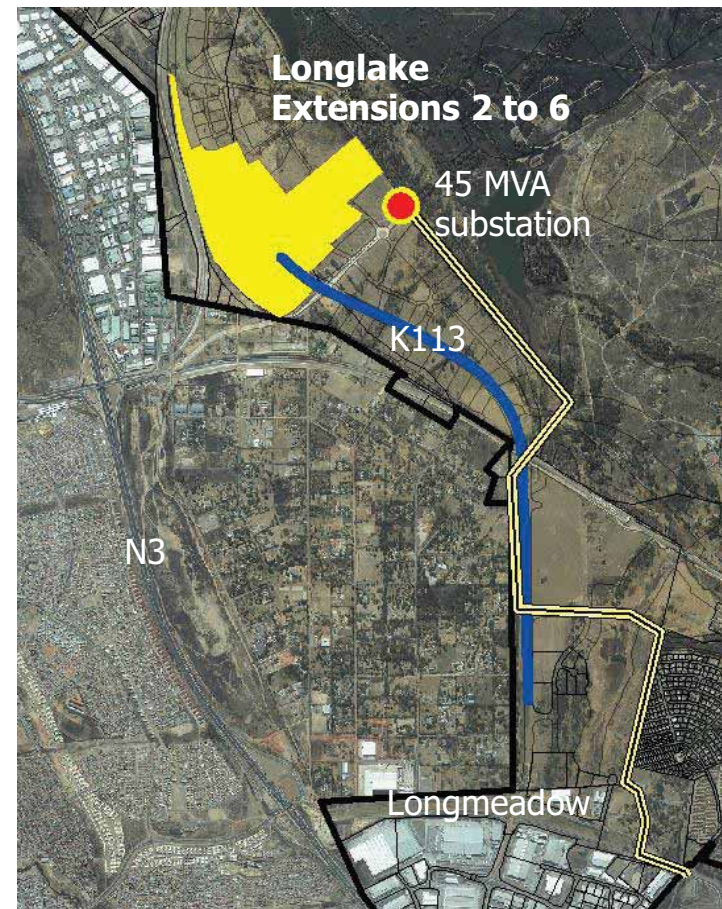 Longlake
Extensions 2 to 6
45 MVA
substation
K113
N3
Longmeadow